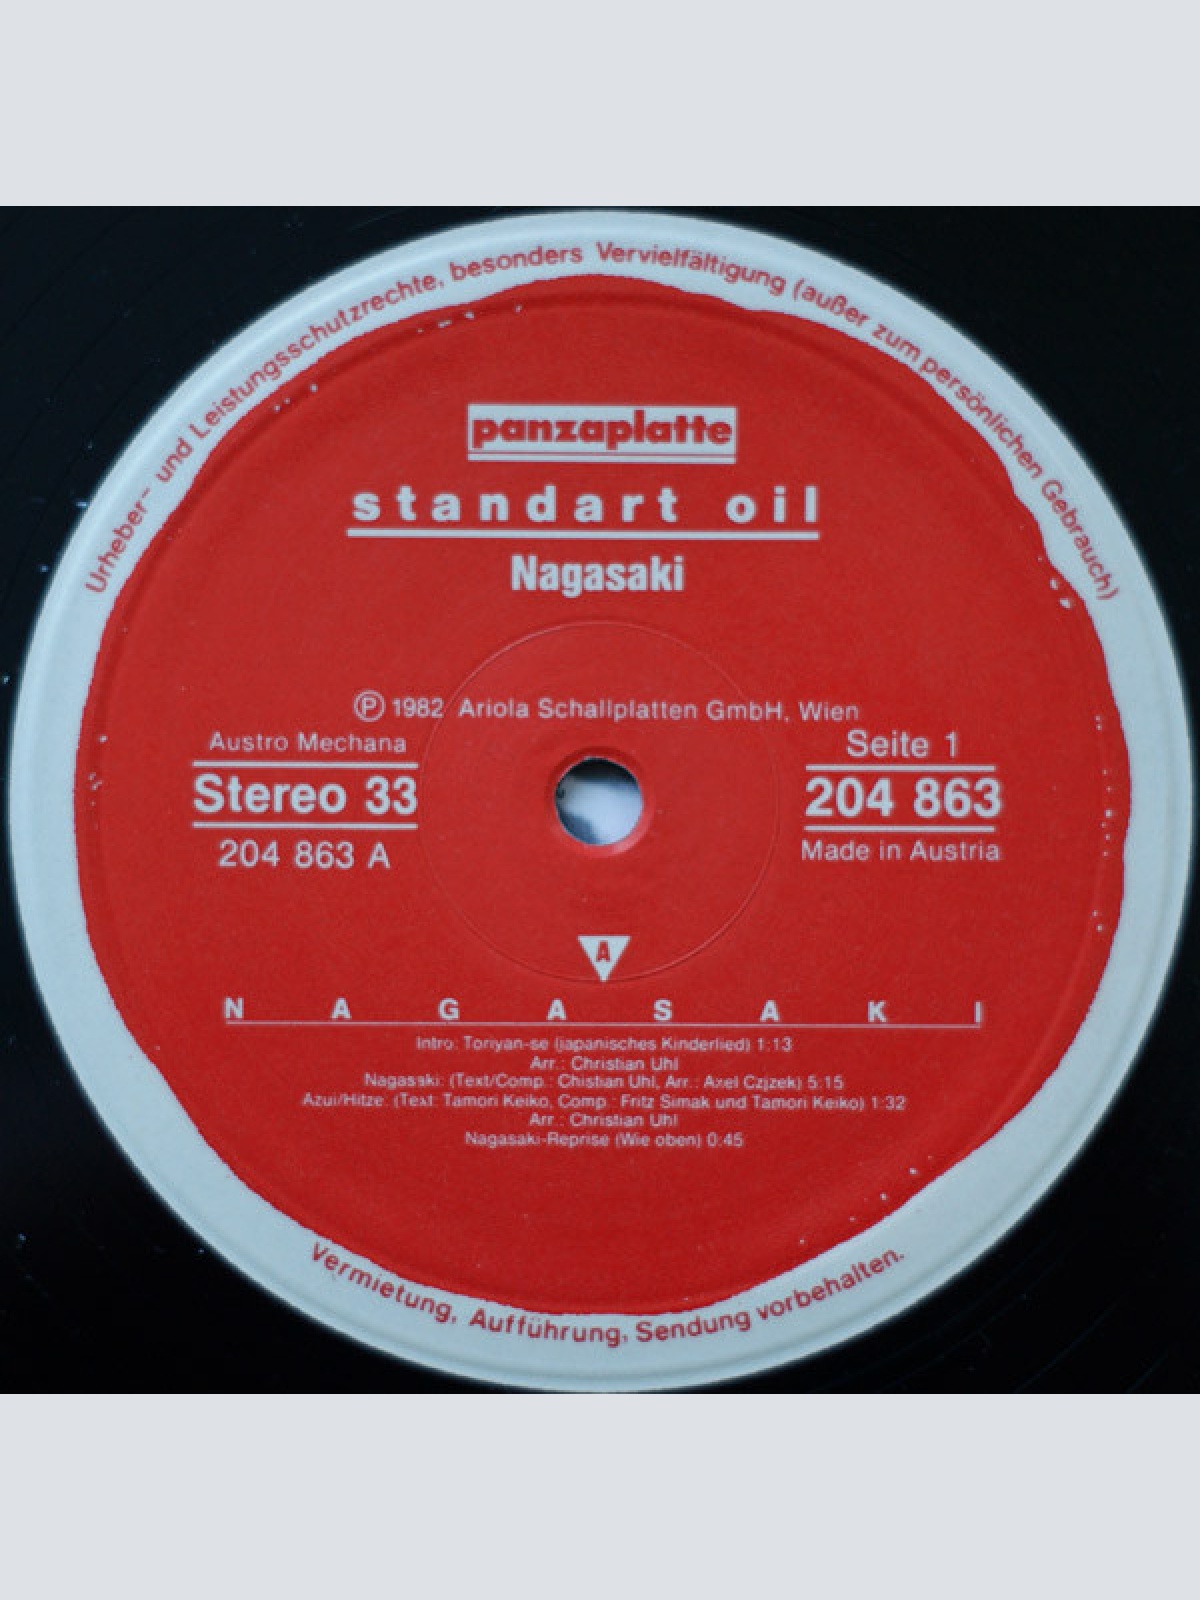 Urheber- und Leistungsschutzrechte, besonders Vervielfältigung (außer zum persönlichen Gebrauch)
panzaplatte
standart oil
Nagasaki
Ⓟ 1982 Ariola Schallplatten GmbH, Wien
Austro Mechana
Stereo 33
204 863 A
Seite 1
204 863
Made in Austria
A
NAGASAKI
Intro: Toriyan-se (japanisches Kinderlied) 1:13
Arr.: Christian Uhl
Nagasaki: (Text/Comp.: Chistian Uhl, Arr.: Axel Czjzek) 5:15
Azui/Hitze: (Text: Tamori Keiko, Comp.: Fritz Simak und Tamori Keiko) 1:32
Arr.: Christian Uhl
Nagasaki-Reprise (Wie oben) 0:45
Vermietung, Aufführung, Sendung vorbehalten.